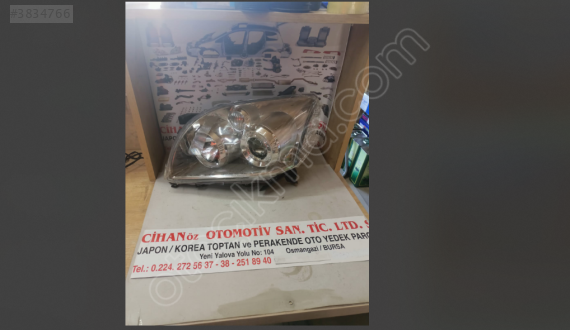 #3834766
CİHANöz OTOMOTİV SAN. TİC. LTD. Ş
JAPON / KOREA TOPTAN ve PERAKENDE OTO YEDEK PARÇ
Yeni Yalova Yolu No: 104 Osmangazi / BURSA
Tel.: 0.224. 272 56 37 - 38 - 251 89 40